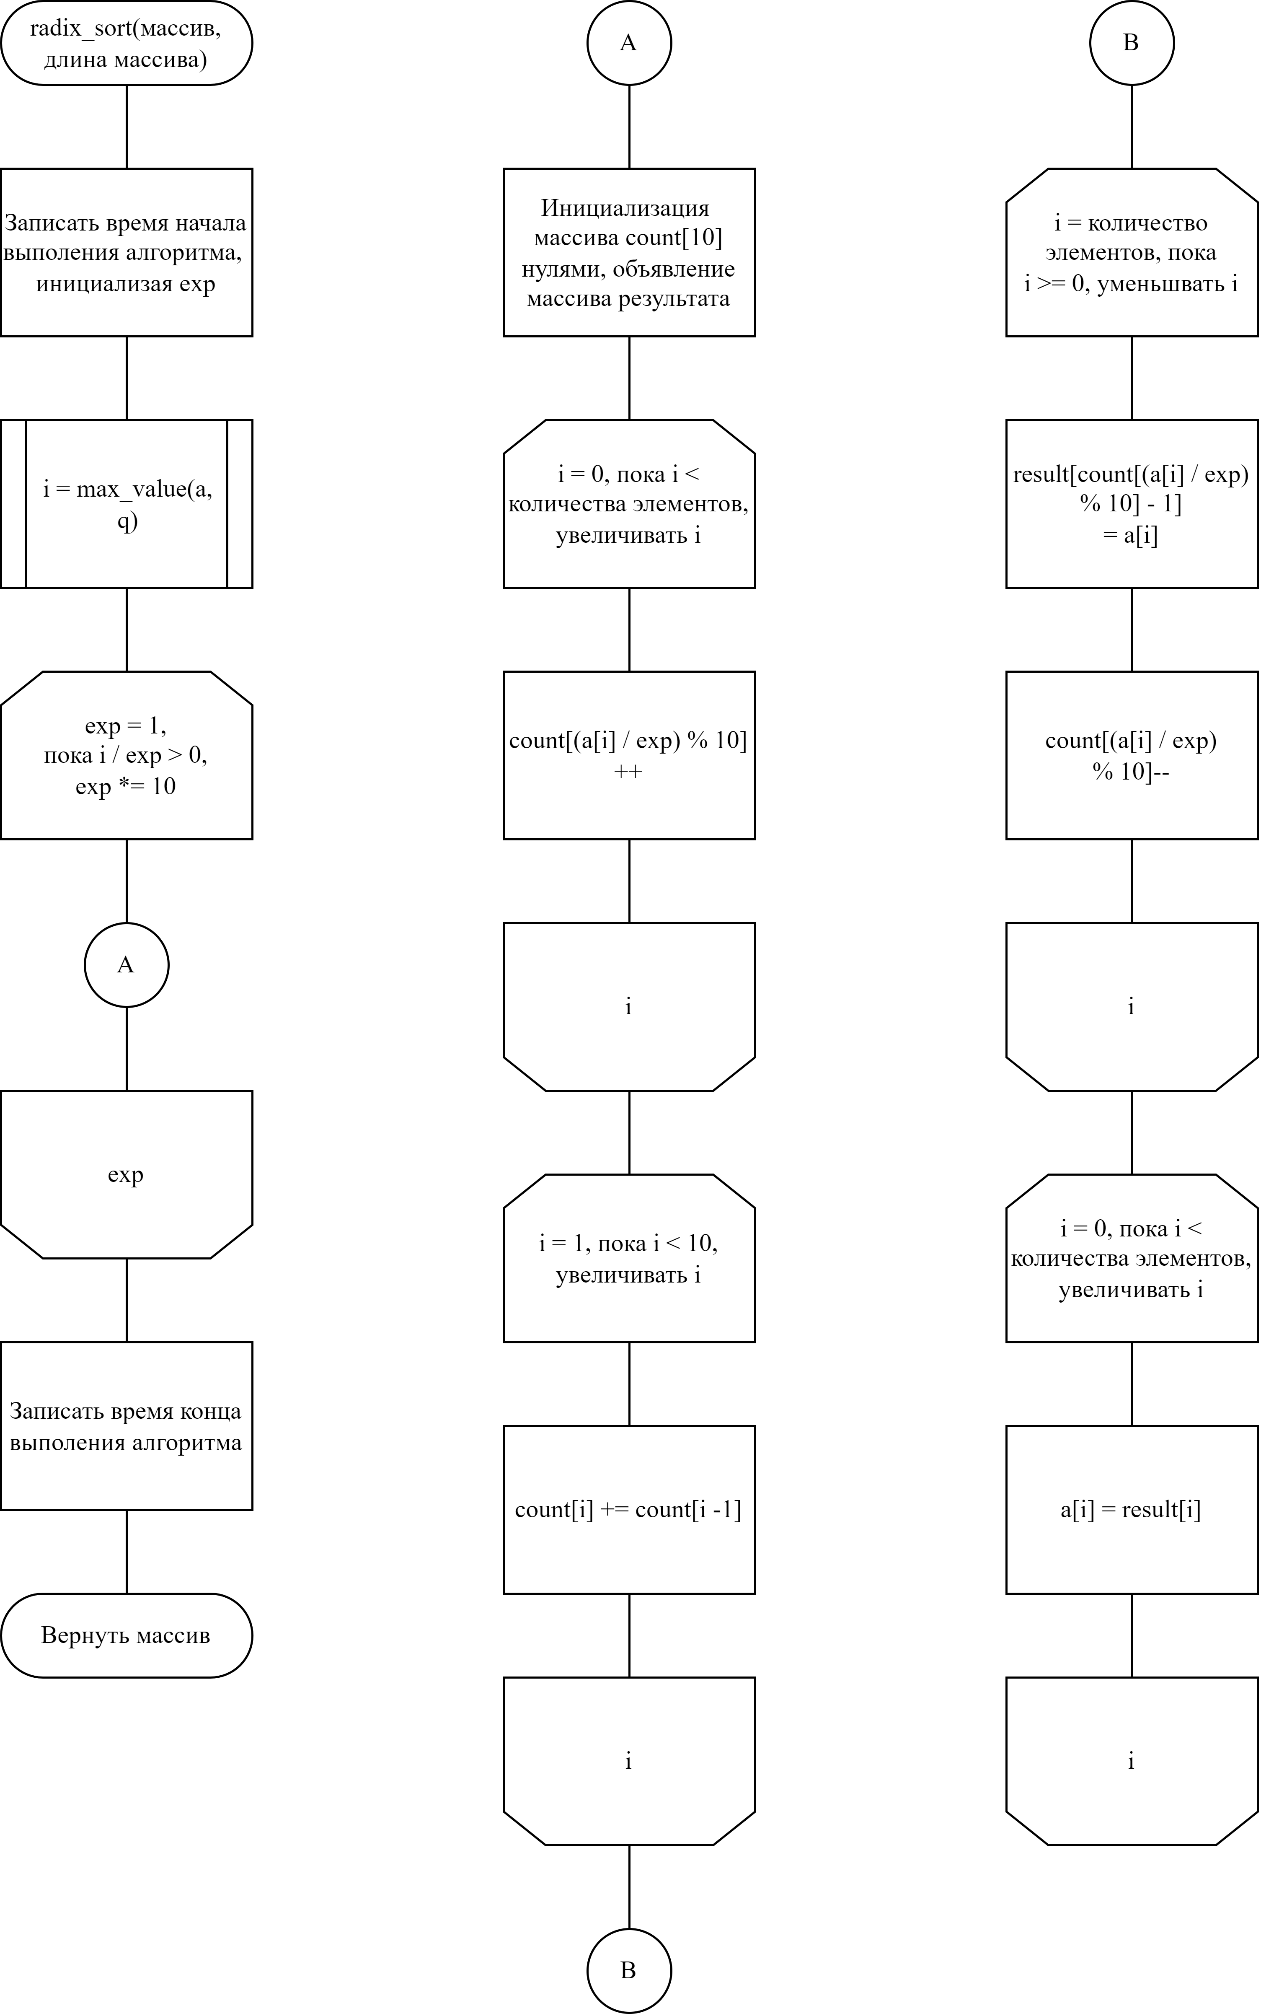 radix_sort(массив,
длина массива)
Записать время начала
выполения алгоритма,
инициализая exp
i = max_value(a,
q)
exp = 1,
пока i / exp > 0,
exp *= 10
A
exp
Записать время конца
выполения алгоритма
Вернуть массив
A
Инициализация
массива count[10]
нулями, объявление
массива результата
i = 0, пока i <
количества элементов,
увеличивать i
count[(a[i] / exp) % 10]
++
i
i = 1, пока i < 10,
увеличивать i
count[i] += count[i -1]
i
B
B
i = количество
элементов, пока
i >= 0, уменьшвать i
result[count[(a[i] / exp)
% 10] - 1]
= a[i]
count[(a[i] / exp)
% 10]--
i
i = 0, пока i <
количества элементов,
увеличивать i
a[i] = result[i]
i